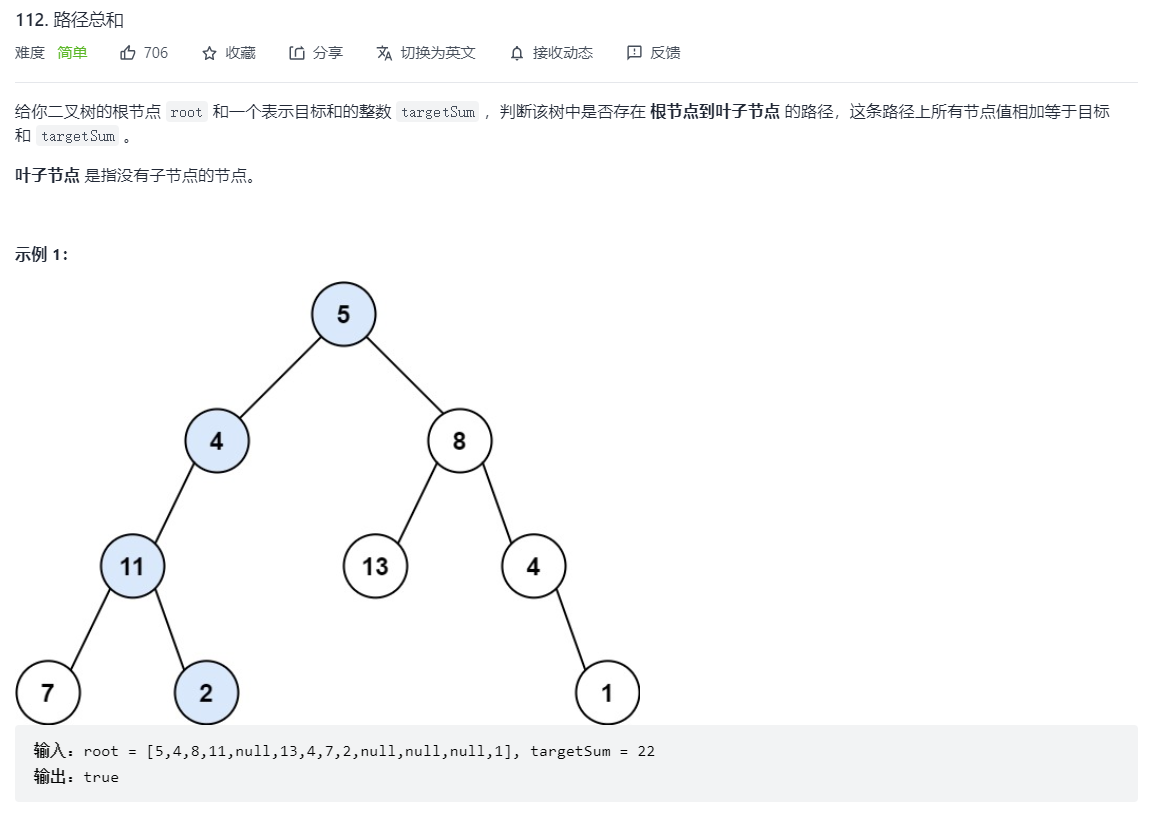 112. 路径总和
难度 简单 706 收藏 分享 切换为英文 接收动态 反馈
给你二叉树的根节点 root 和一个表示目标和的整数 targetSum ，判断该树中是否存在 根节点到叶子节点 的路径，这条路径上所有节点值相加等于目标
和 targetSum 。
叶子节点 是指没有子节点的节点。
示例 1：
5
4 8
11 13 4
7 2 1
输入：root = [5,4,8,11,null,13,4,7,2,null,null,null,1], targetSum = 22
输出：true